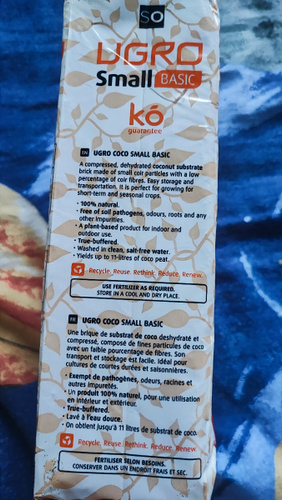 SO
UGRO
Small BASIC
kó
guarantee
EN UGRO COCO SMALL BASIC
A compressed, dehydrated coconut substrate
brick made of small coir particles with a low
percentage of coir fibres. Easy storage and
transportation. It is perfect for growing for
short-term and seasonal crops.
• 100% natural.
• Free of soil pathogens, odours, roots and any
other impurities.
• A plant-based product for indoor and
outdoor use.
• True-buffered.
• Washed in clean, salt-free water.
• Yields up to 11-litres of coco peat.
Recycle. Reuse. Rethink. Reduce. Renew.
USE FERTILIZER AS REQUIRED.
STORE IN A COOL AND DRY PLACE.
FR UGRO COCO SMALL BASIC
Une brique de substrat de coco deshydraté et
compressé, composé de fines particules de coco
avec un faible pourcentage de fibres. Son
transport et stockage est facile. Idéal pour
cultures de courtes durées et saisonnières.
• Exempt de pathogènes, odeurs, racines et
autres impuretés.
• Un produit 100% naturel, pour une utilisation
en intérieur et extérieur.
• True-buffered.
• Lavé à l'eau douce.
• On obtient jusqu'à 11 litres de substrat de coco.
Recycle. Reuse. Rethink. Reduce. Renew.
FERTILISER SELON BESOINS.
CONSERVER DANS UN ENDROIT FRAIS ET SEC.